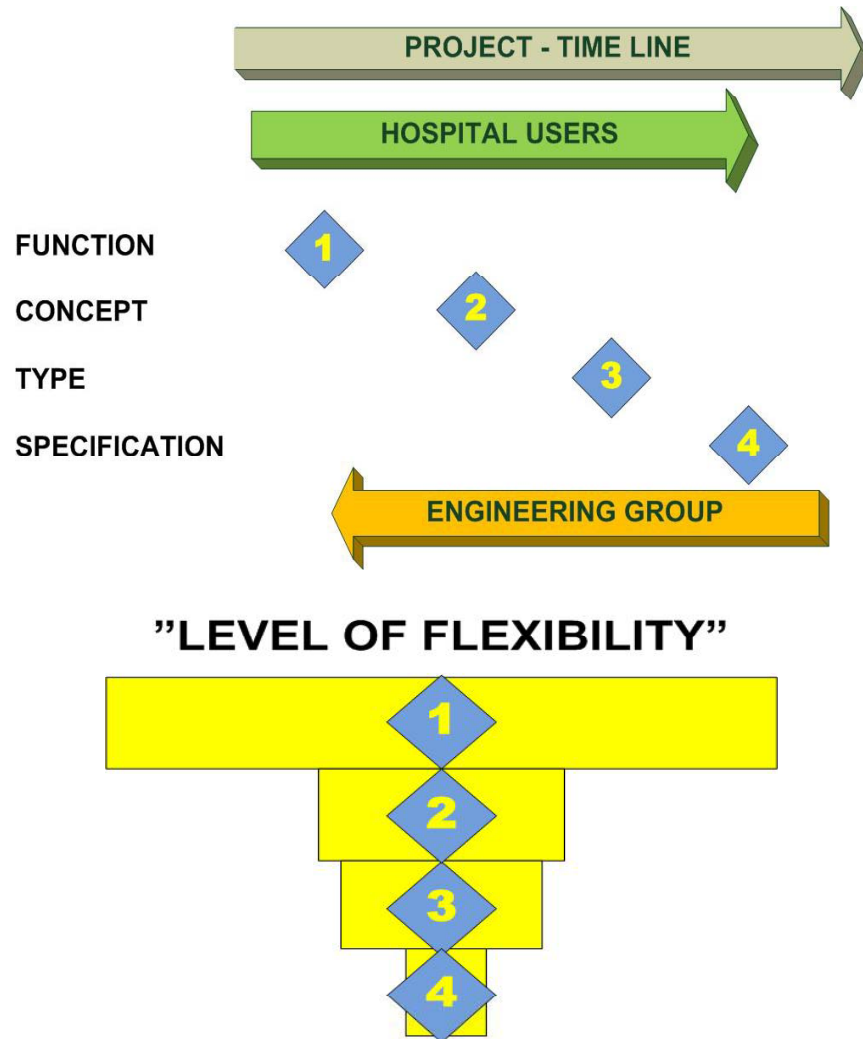 PROJECT - TIME LINE
HOSPITAL USERS
FUNCTION
1
CONCEPT
2
TYPE
3
SPECIFICATION
4
ENGINEERING GROUP
”LEVEL OF FLEXIBILITY”
1
2
3
4